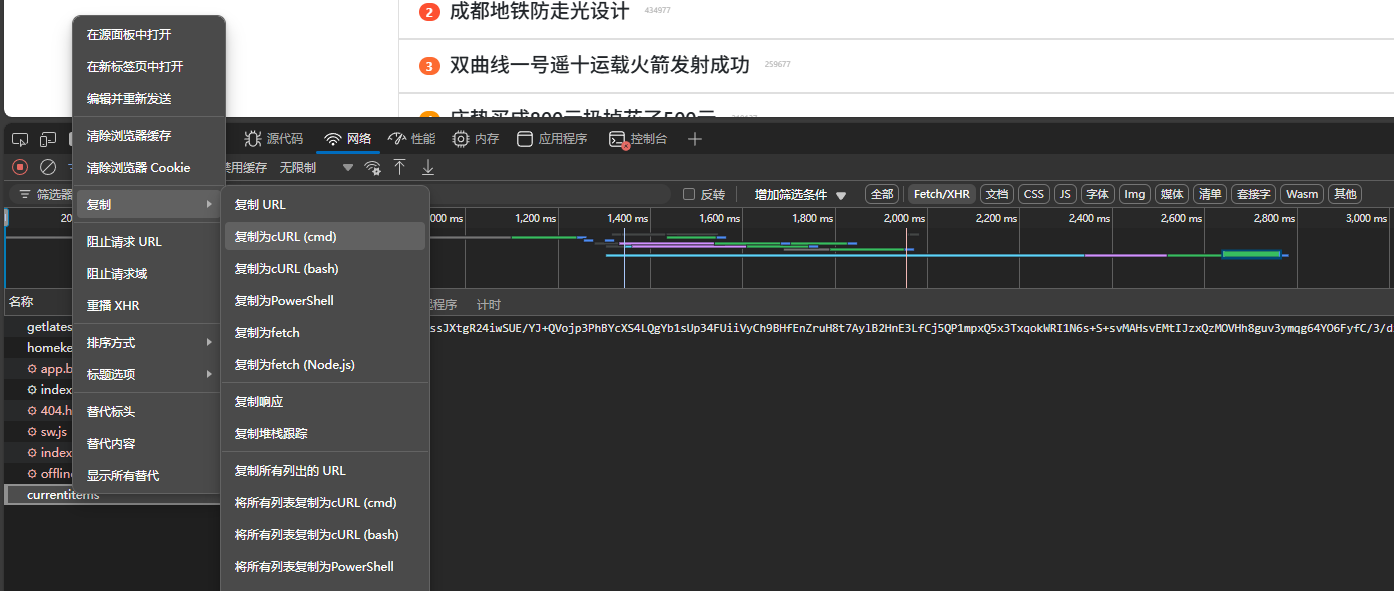 2 成都地铁防走光设计 434977
3 双曲线一号遥十运载火箭发射成功 259677
在源面板中打开
在新标签页中打开
编辑并重新发送
清除浏览器缓存
清除浏览器 Cookie
复制
阻止请求 URL
阻止请求域
重播 XHR
排序方式
标题选项
替代标头
替代内容
显示所有替代
源代码 网络 性能 内存 应用程序 控制台
禁用缓存 无限制
筛选器 反转 增加筛选条件 全部 Fetch/XHR 文档 CSS JS 字体 Img 媒体 清单 套接字 Wasm 其他
20 000 ms 1,200 ms 1,400 ms 1,600 ms 1,800 ms 2,000 ms 2,200 ms 2,400 ms 2,600 ms 2,800 ms 3,000 ms
复制 URL
复制为cURL (cmd)
复制为cURL (bash)
复制为PowerShell
复制为fetch
复制为fetch (Node.js)
复制响应
复制堆栈跟踪
复制所有列出的 URL
将所有列表复制为cURL (cmd)
将所有列表复制为cURL (bash)
将所有列表复制为PowerShell
名称 程序 计时
getlates
homeke
app.b
index
404.h
sw.js
index
offline
currentitems
ssJXtgR24iwSUE/YJ+QVojp3PhBYcXS4LQgYb1sUp34FUiiVyCh9BHfEnZruH8t7AylB2HnE3LfCj5QP1mpxQ5x3TxqokWRI1N6s+S+svMAHsvEMtIJzxQzMOVHh8guv3ymqg64YO6FyfC/3/d